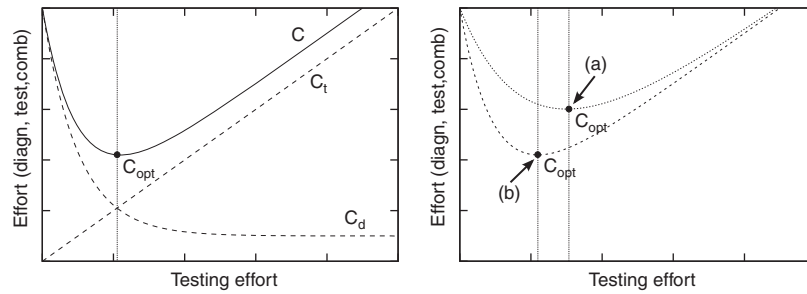 Effort (diagn, test,comb)
C
C_t
C_opt
C_d
Testing effort
Effort (diagn, test,comb)
(a)
C_opt
C_opt
(b)
Testing effort